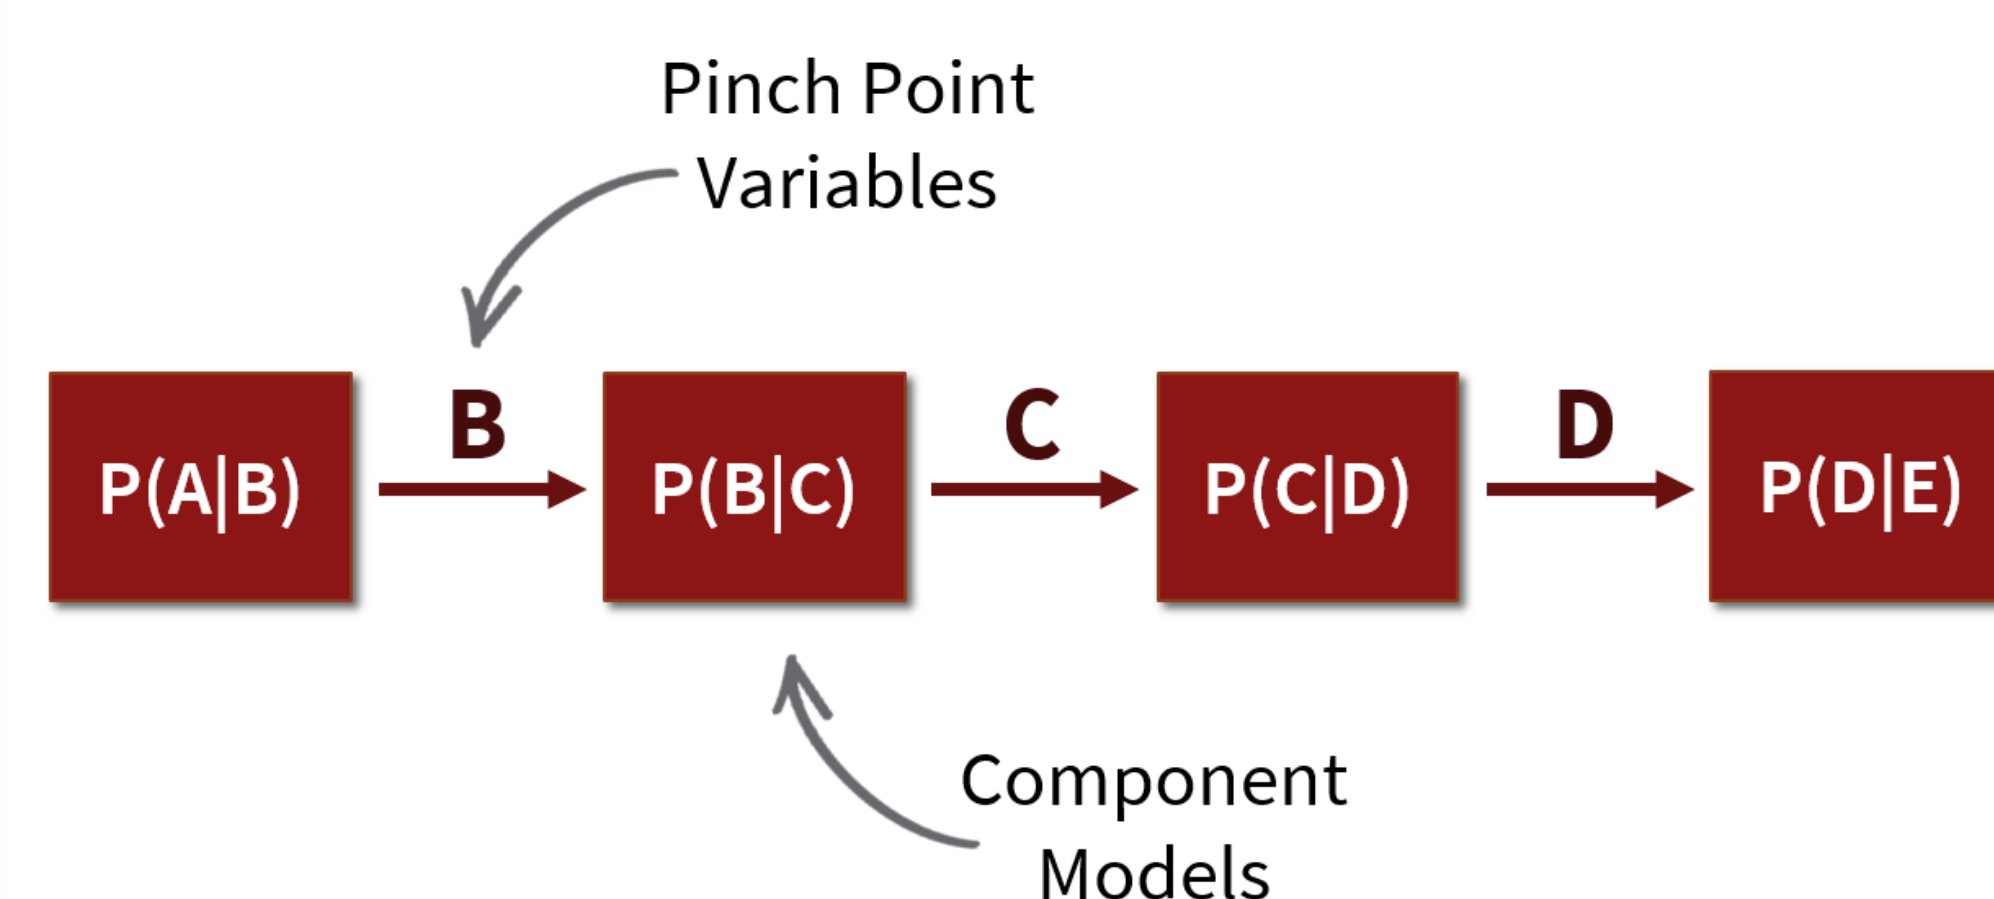 Pinch Point
Variables
B
C
D
P(A|B)
P(B|C)
P(C|D)
P(D|E)
Component
Models